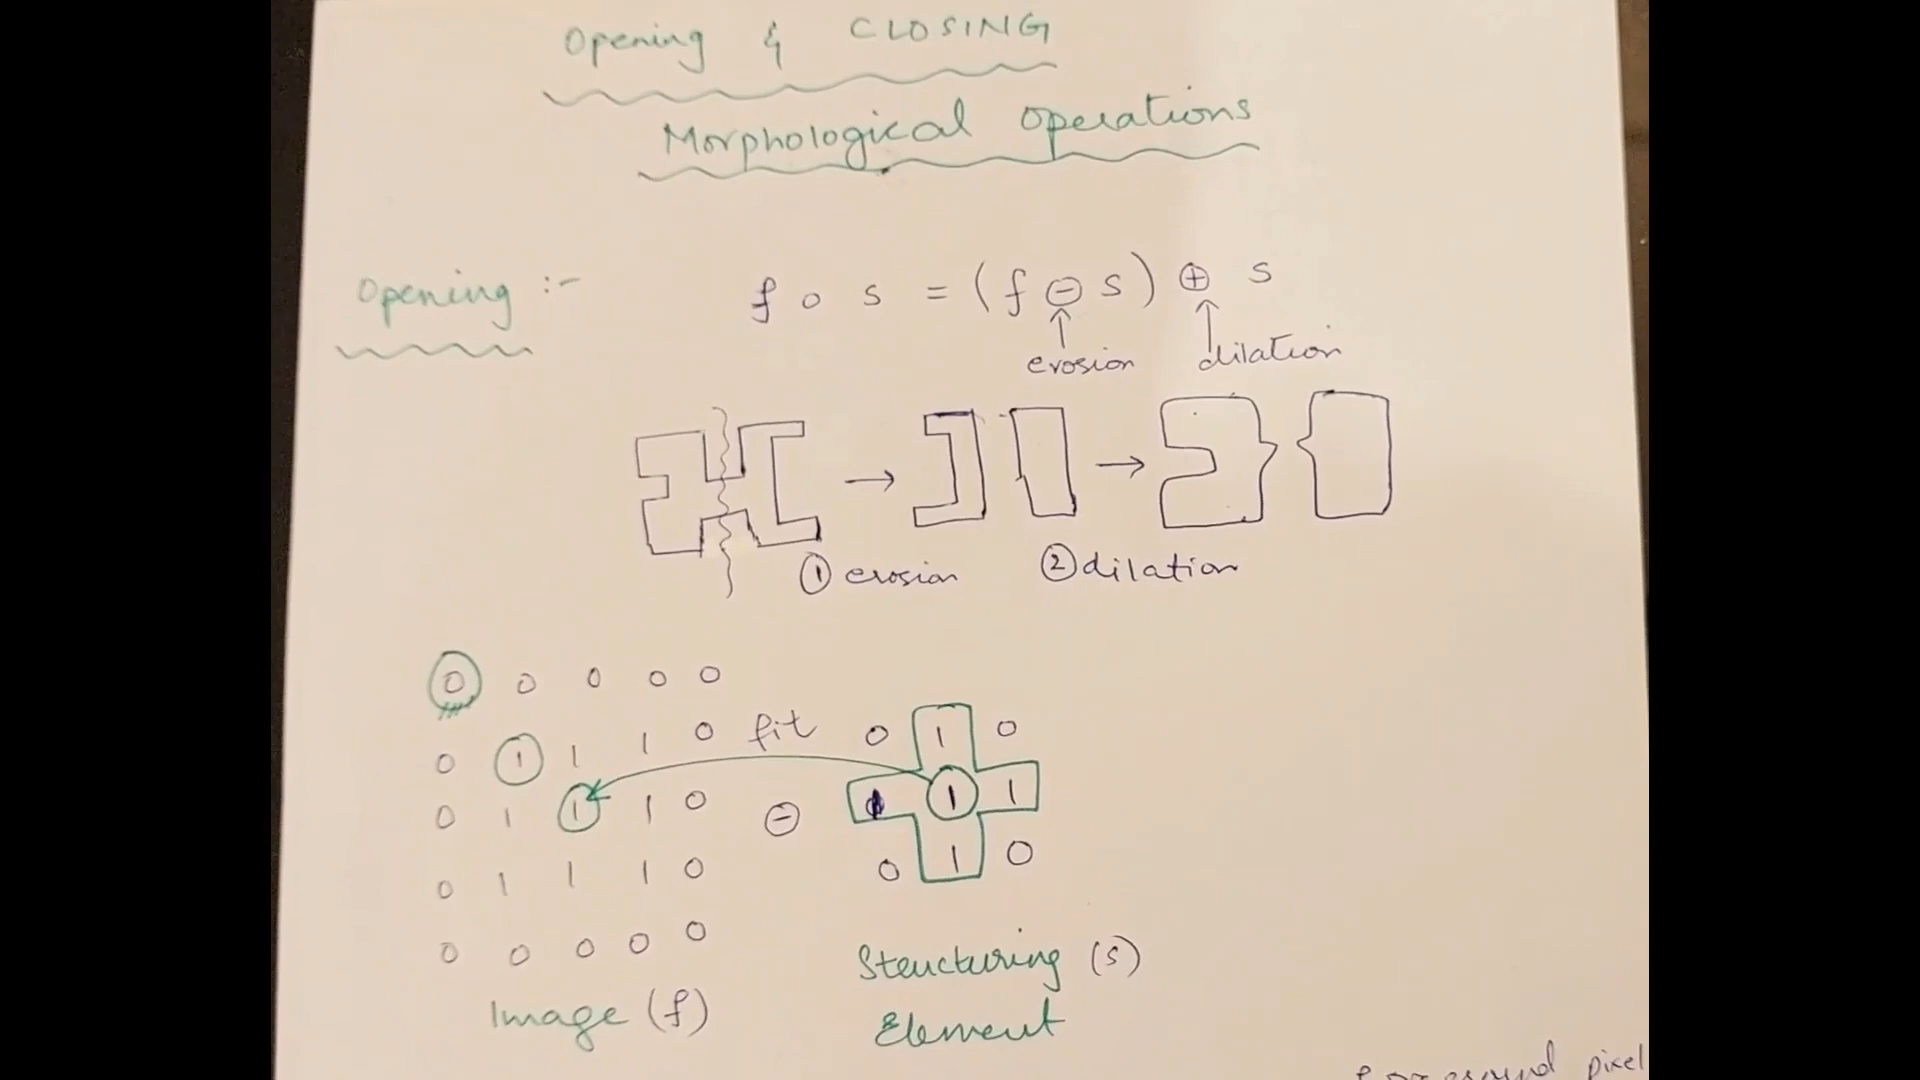 Opening & CLOSING
Morphological Operations
Opening :-
f o s = (f ⊖ s) ⊕ s
erosion dilation
→ →
① erosion ② dilation
0 0 0 0 0
0 1 1 1 0 fit 0 1 0
0 1 1 1 0 ⊖ 1 1 1
0 1 1 1 0 0 1 0
0 0 0 0 0
Structuring (s)
Image (f)
Element
pixel